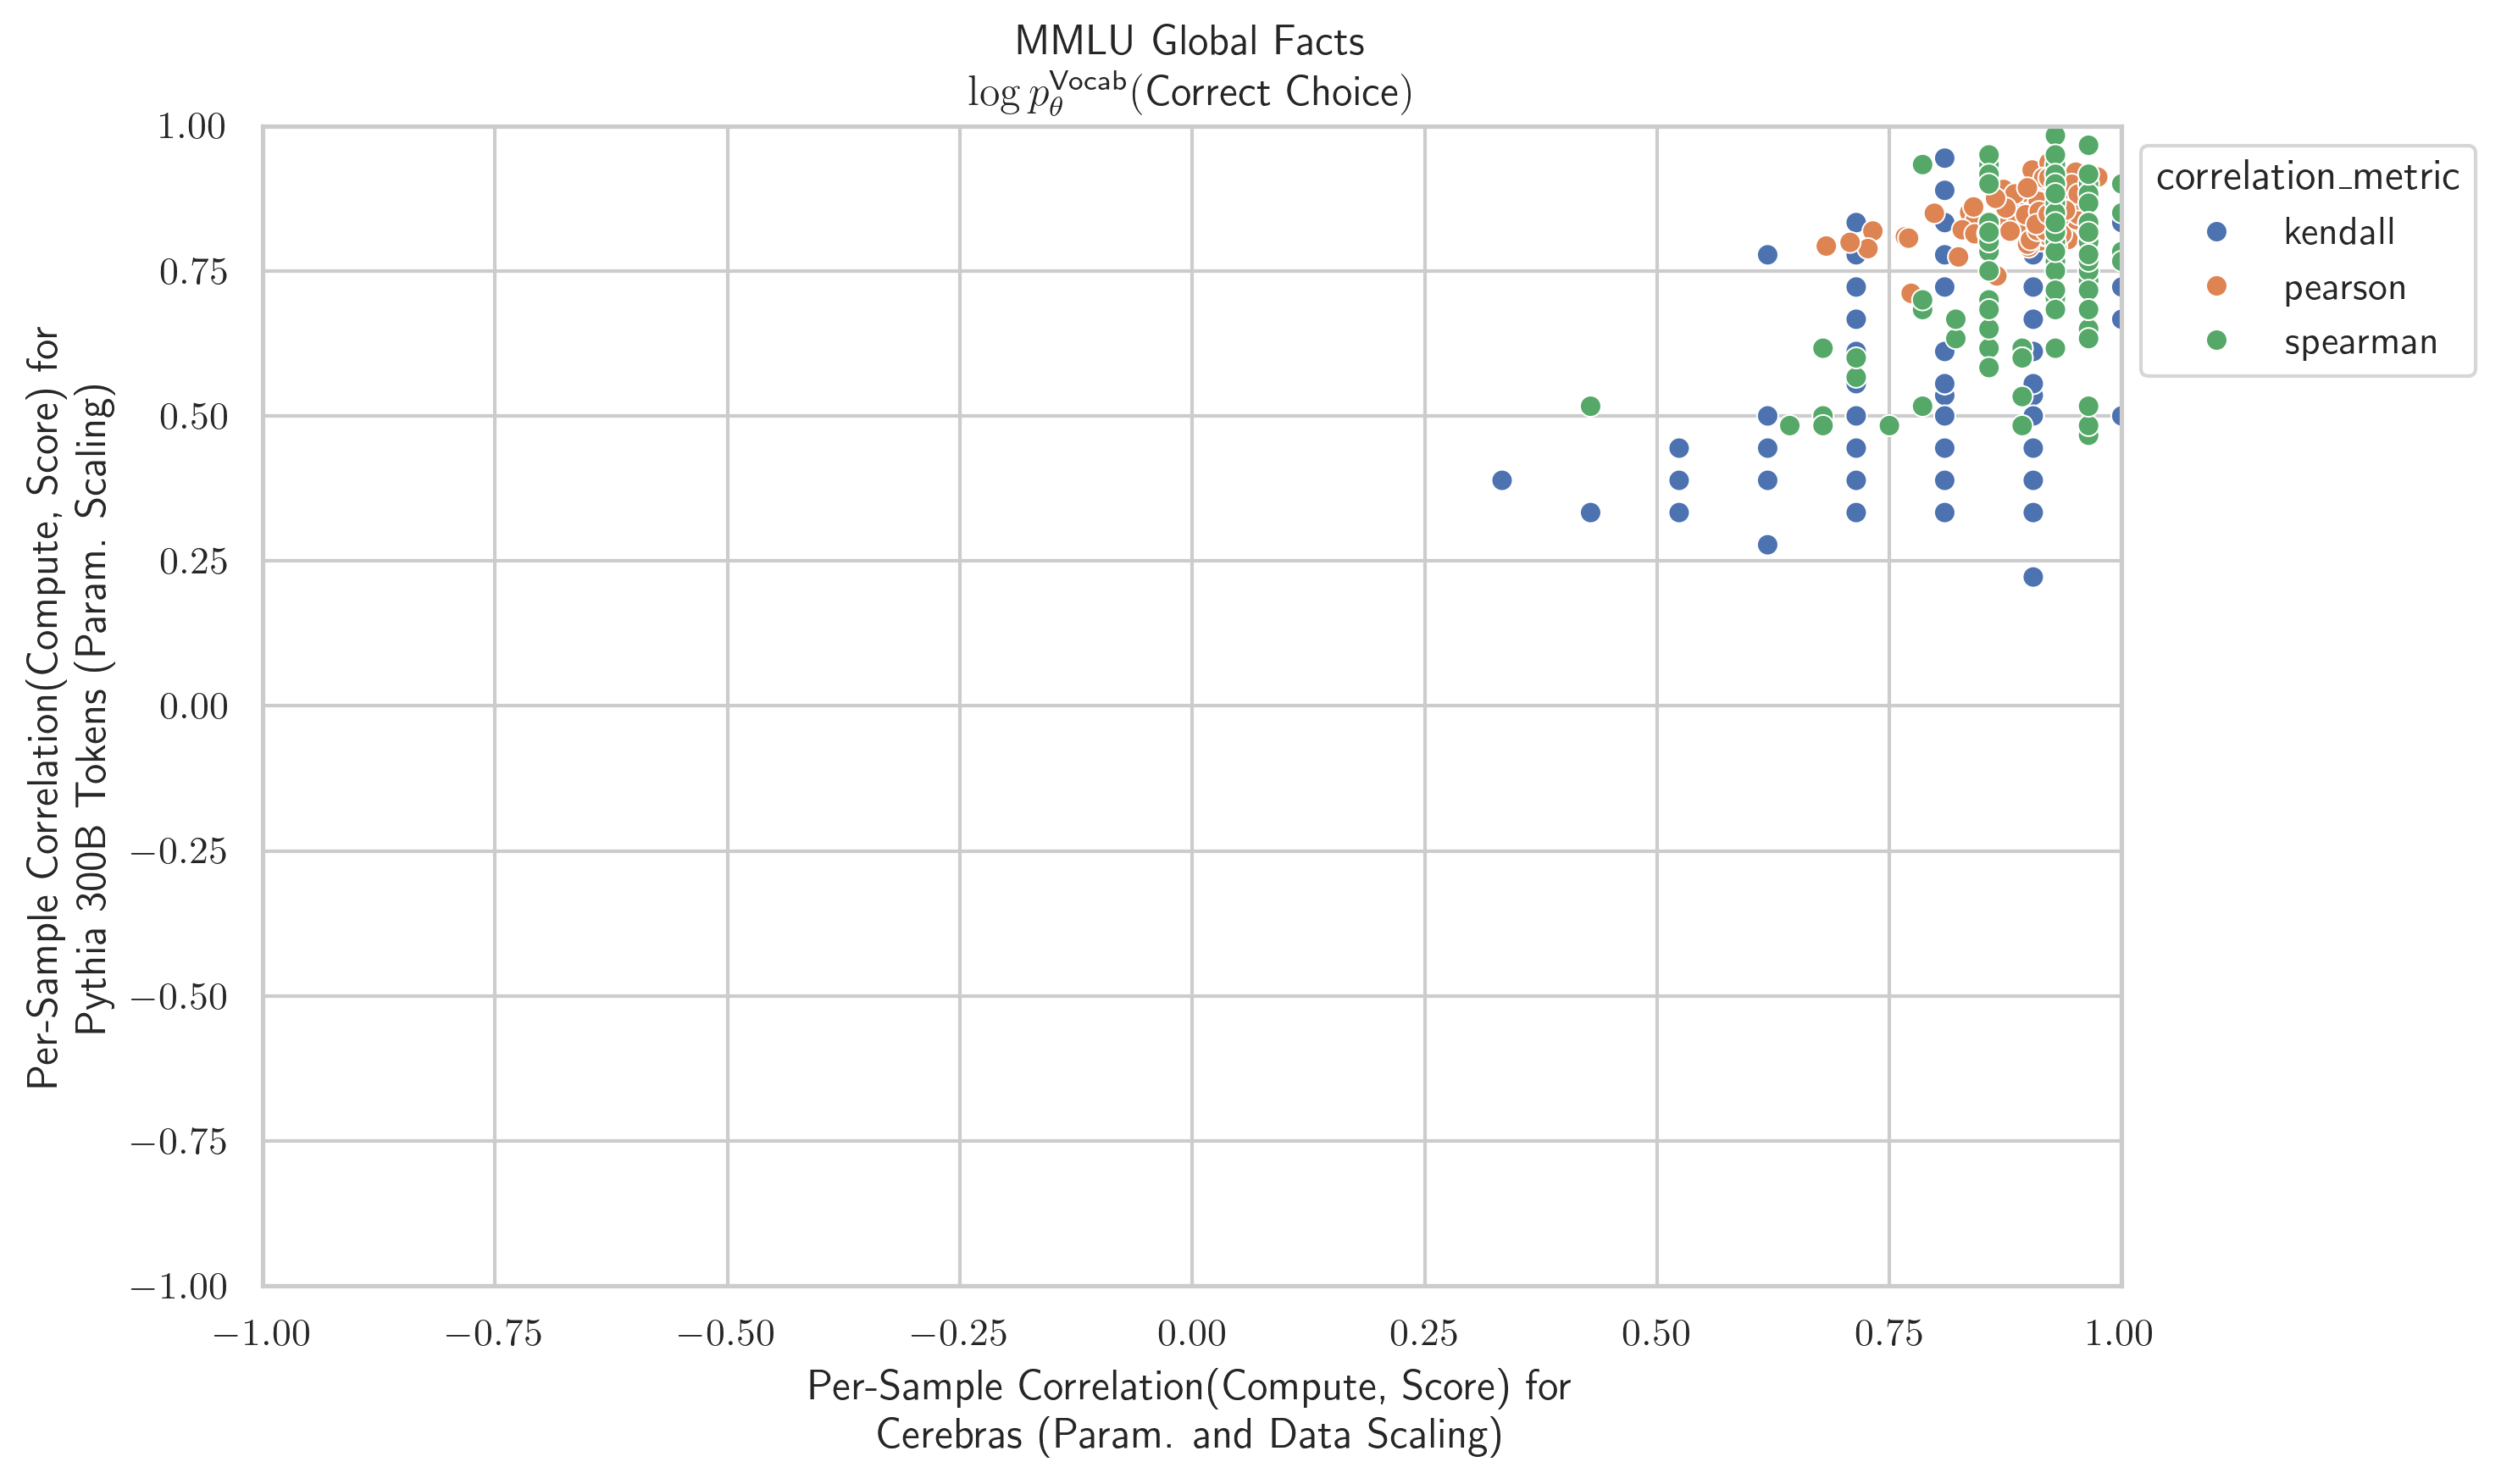 MMLU Global Facts
log p_θ^Vocab(Correct Choice)
1.00
0.75
0.50
0.25
0.00
−0.25
−0.50
−0.75
−1.00
Per-Sample Correlation(Compute, Score) for
Pythia 300B Tokens (Param. Scaling)
−1.00 −0.75 −0.50 −0.25 0.00 0.25 0.50 0.75 1.00
Per-Sample Correlation(Compute, Score) for
Cerebras (Param. and Data Scaling)
correlation_metric
kendall
pearson
spearman